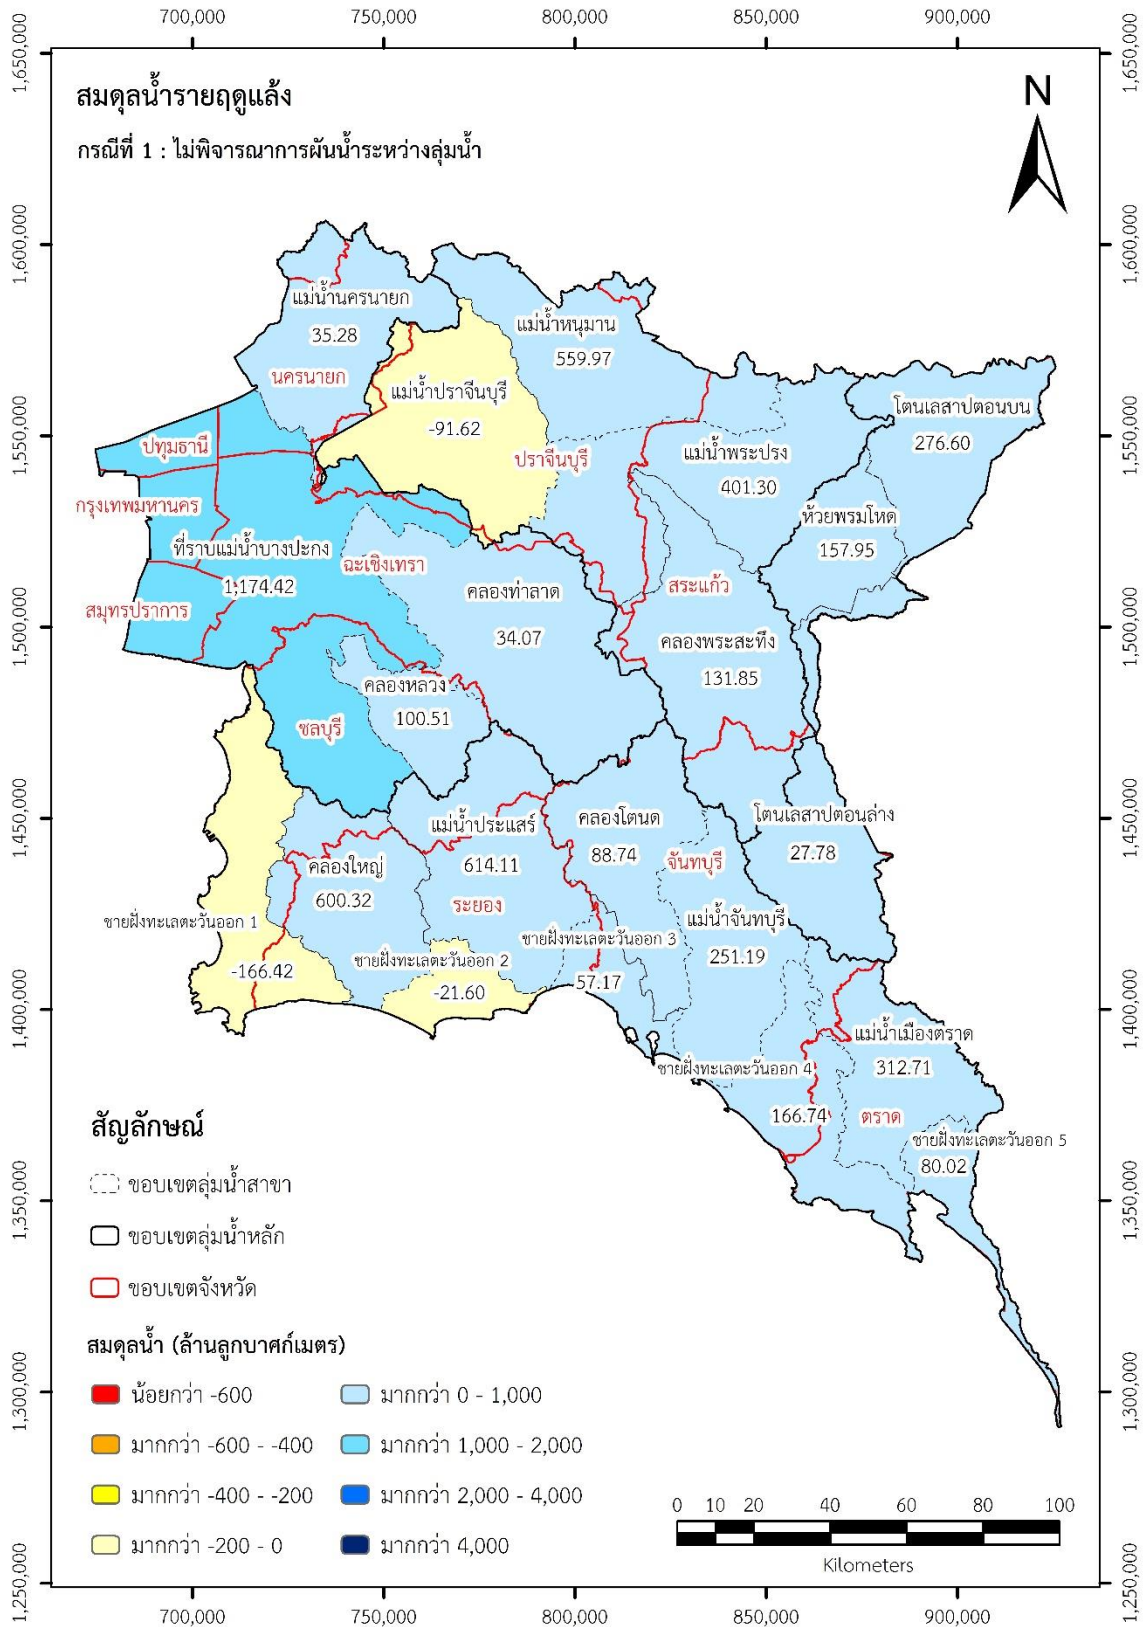 700,000 750,000 800,000 850,000 900,000
1,650,000 1,650,000
สมดุลน้ำรายฤดูแล้ง
กรณีที่ 1 : ไม่พิจารณาการผันน้ำระหว่างลุ่มน้ำ
N
1,600,000 1,600,000
แม่น้ำนครนายก
35.28
นครนายก
แม่น้ำหนุมาน
559.97
แม่น้ำปราจีนบุรี
-91.62
ปราจีนบุรี
โตนเลสาปตอนบน
276.60
1,550,000 1,550,000
ปทุมธานี
แม่น้ำพระปรง
401.30
กรุงเทพมหานคร
ห้วยพรมโหด
157.95
ที่ราบแม่น้ำบางปะกง
1,174.42
ฉะเชิงเทรา
สมุทรปราการ
คลองท่าลาด
34.07
สระแก้ว
1,500,000 1,500,000
คลองพระสะทึง
131.85
คลองหลวง
100.51
ชลบุรี
1,450,000 1,450,000
แม่น้ำประแสร์
614.11
คลองโตนด
88.74
โตนเลสาปตอนล่าง
27.78
จันทบุรี
คลองใหญ่
600.32
ระยอง
ชายฝั่งทะเลตะวันออก 1
-166.42
ชายฝั่งทะเลตะวันออก 2
-21.60
ชายฝั่งทะเลตะวันออก 3
57.17
แม่น้ำจันทบุรี
251.19
1,400,000 1,400,000
แม่น้ำเมืองตราด
312.71
ชายฝั่งทะเลตะวันออก 4
166.74
ตราด
ชายฝั่งทะเลตะวันออก 5
80.02
1,350,000 1,350,000
สัญลักษณ์
ขอบเขตลุ่มน้ำสาขา
ขอบเขตลุ่มน้ำหลัก
ขอบเขตจังหวัด
สมดุลน้ำ (ล้านลูกบาศก์เมตร)
1,300,000 1,300,000
น้อยกว่า -600 มากกว่า 0 - 1,000
มากกว่า -600 - -400 มากกว่า 1,000 - 2,000
มากกว่า -400 - -200 มากกว่า 2,000 - 4,000
มากกว่า -200 - 0 มากกว่า 4,000
0 10 20 40 60 80 100
Kilometers
1,250,000 1,250,000
700,000 750,000 800,000 850,000 900,000